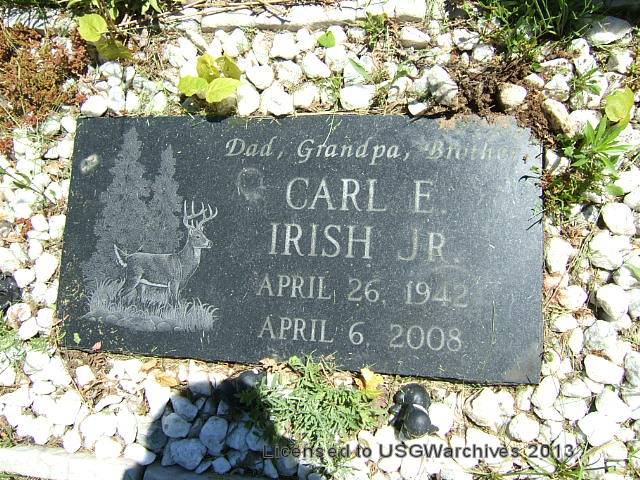 Dad, Grandpa, Brother
CARL E.
IRISH JR.
APRIL 26, 1942
APRIL 6, 2008
Licensed to USGWarchives 2013